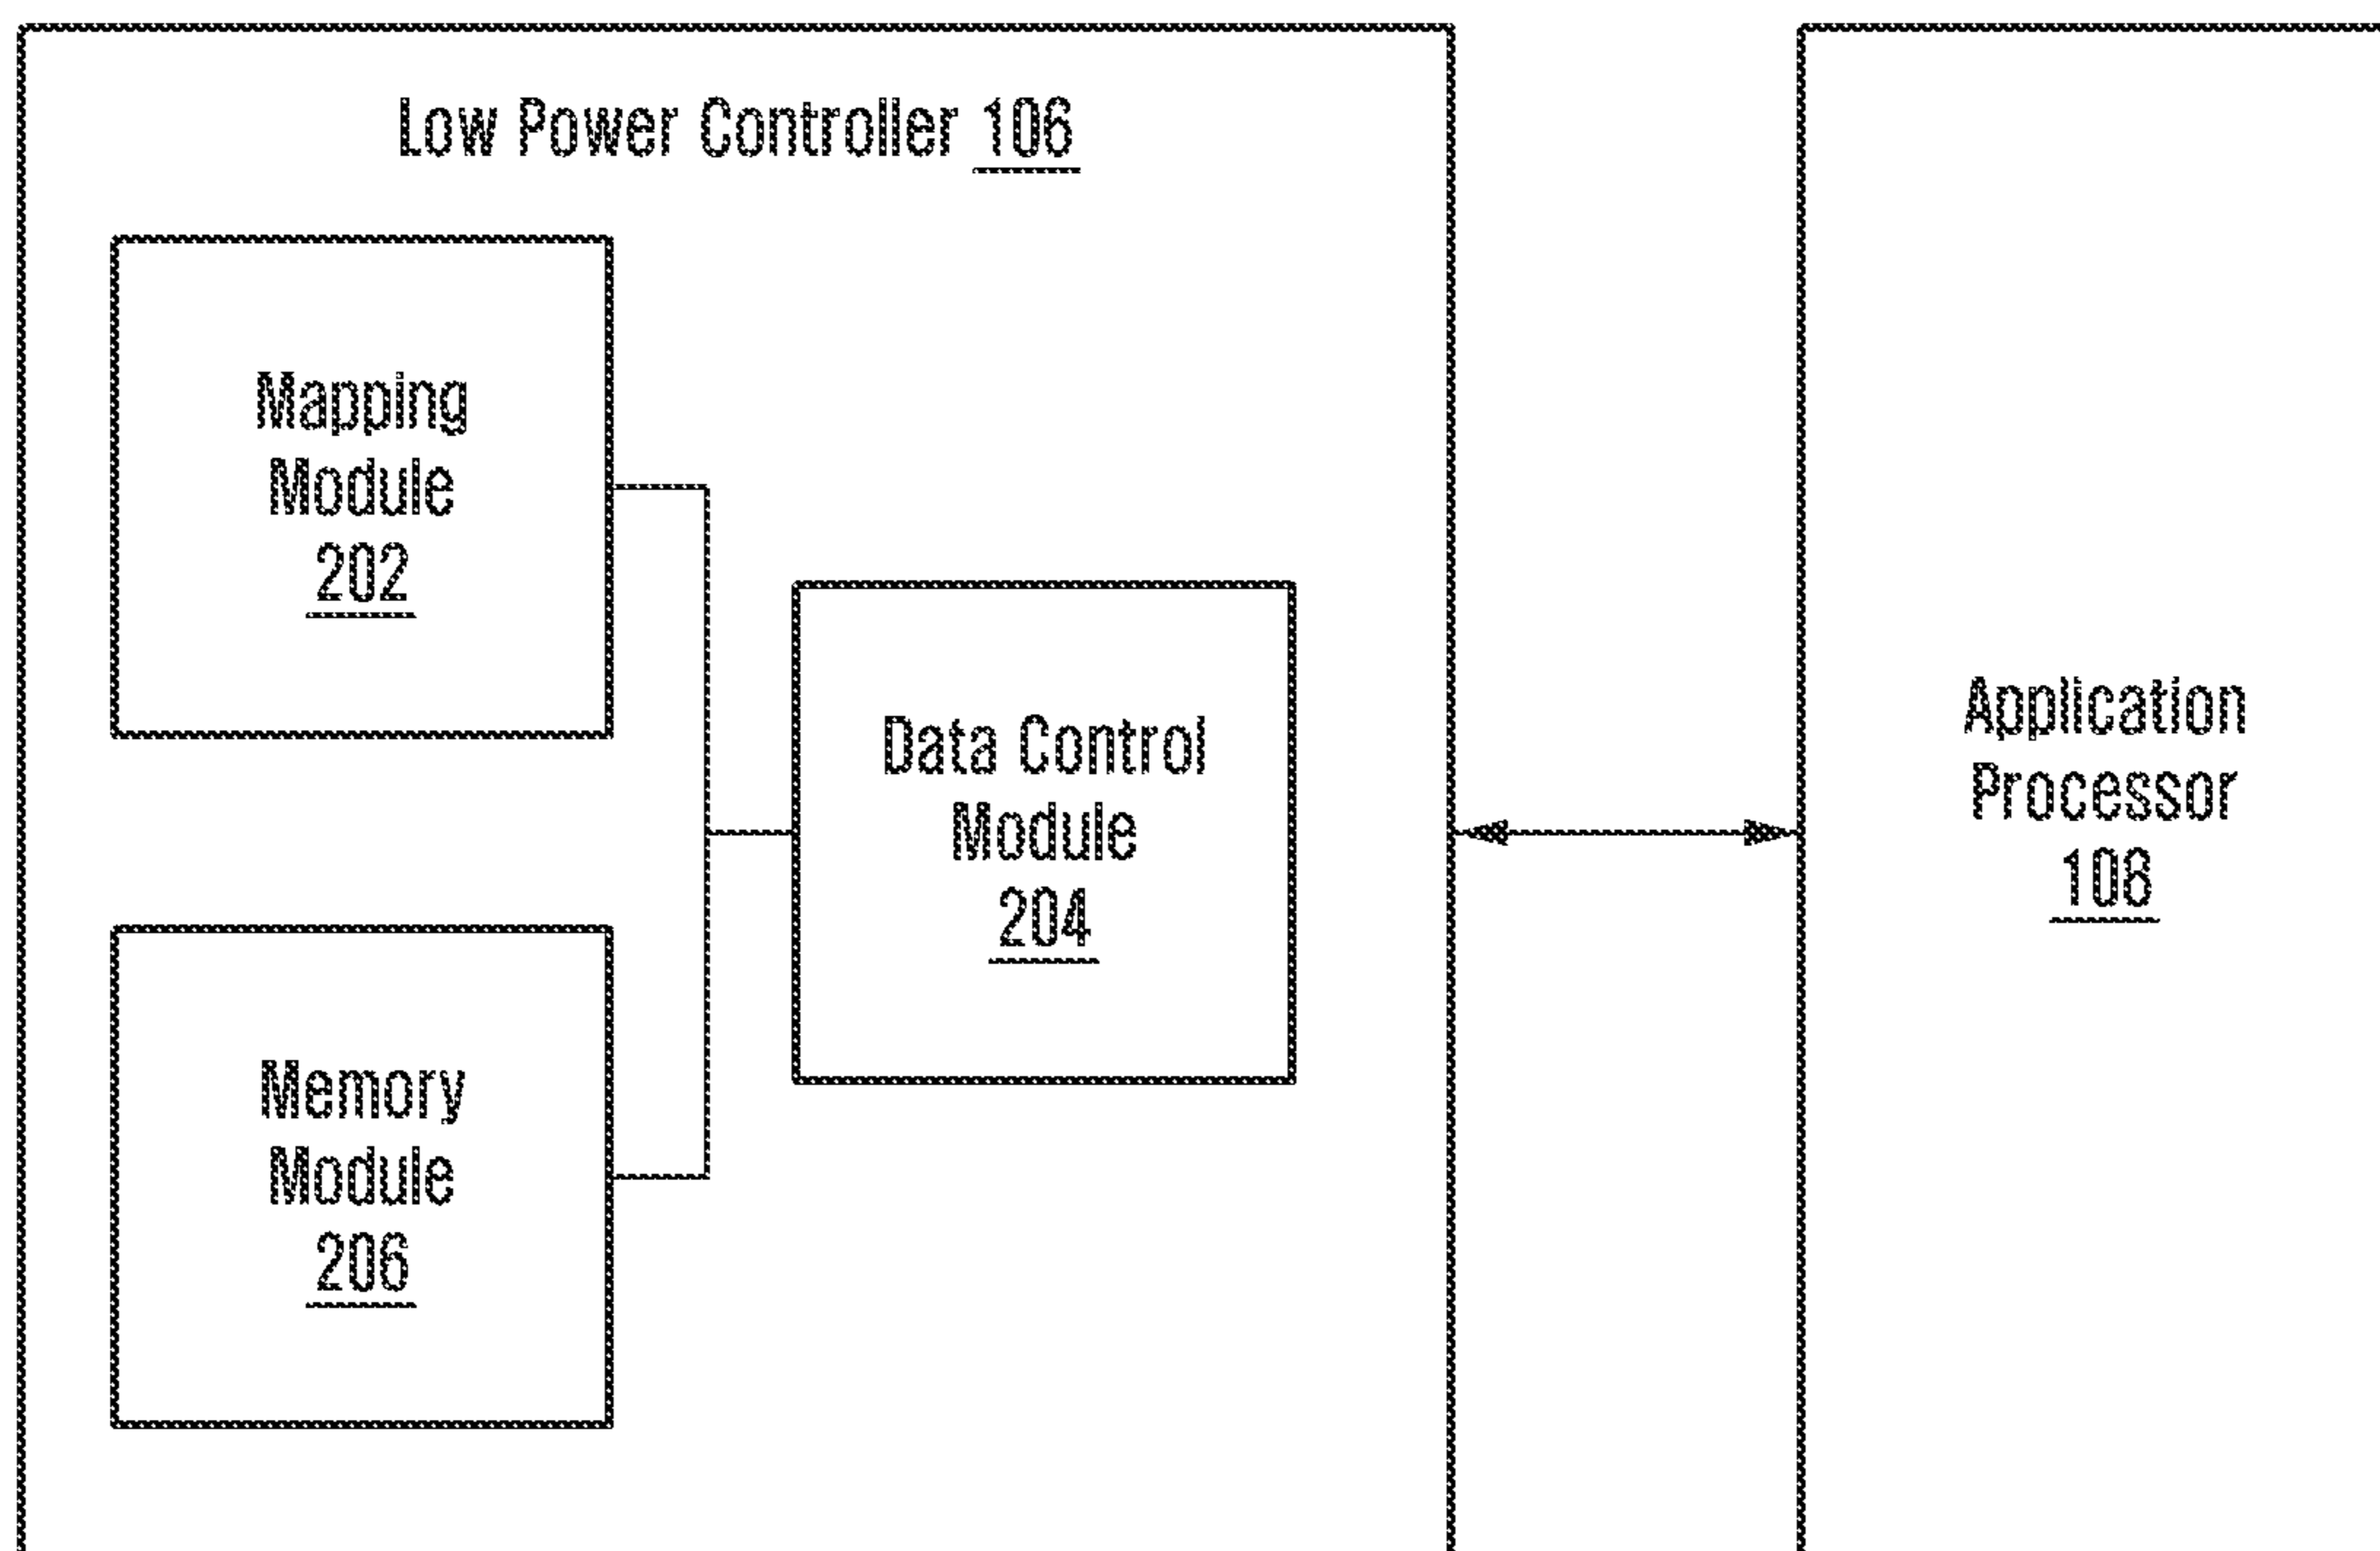 Low Power Controller 106
Mapping
Module
202
Data Control
Module
204
Memory
Module
206
Application
Processor
108